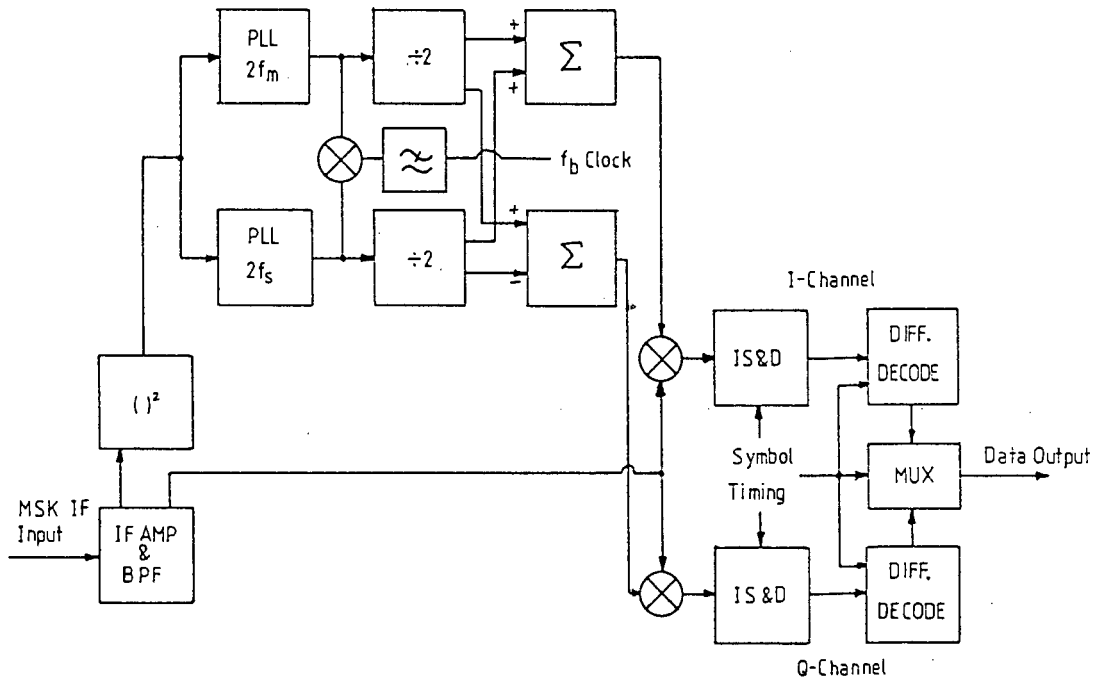 PLL
2fm
÷2
+
+
Σ
fb Clock
PLL
2fs
÷2
+
-
Σ
I-Channel
( )²
IS&D
DIFF.
DECODE
Symbol
Timing
MUX
Data Output
MSK IF
Input
IF AMP
&
BPF
IS&D
DIFF.
DECODE
Q-Channel